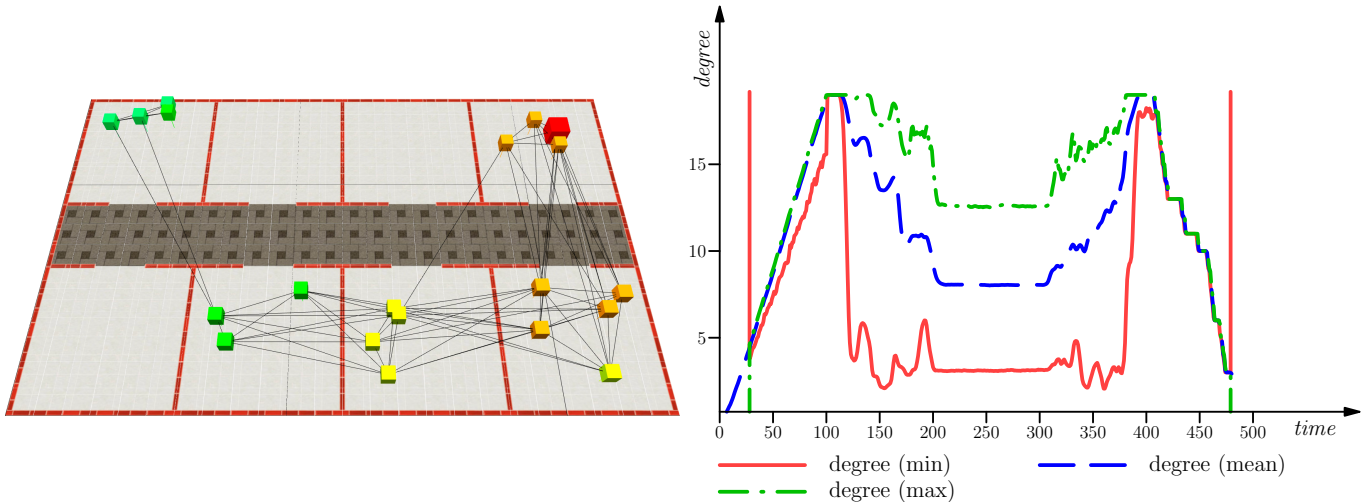 degree
15
10
5
0 50 100 150 200 250 300 350 400 450 500 time
degree (min) degree (mean)
degree (max)